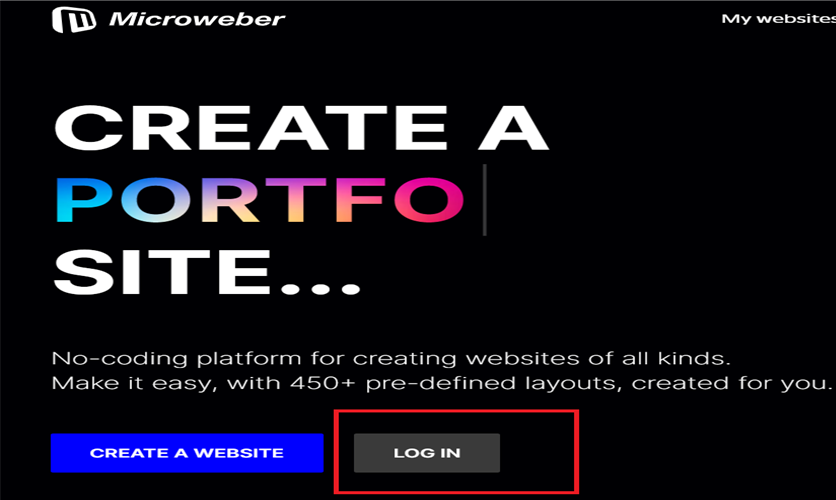 Microweber
My websites
CREATE A
PORTFO
SITE...
No-coding platform for creating websites of all kinds.
Make it easy, with 450+ pre-defined layouts, created for you.
CREATE A WEBSITE
LOG IN